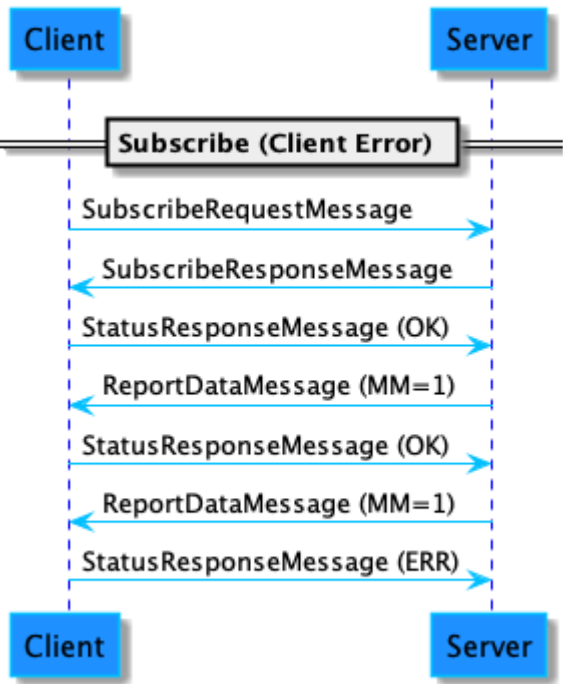 Client Server
Subscribe (Client Error)
SubscribeRequestMessage
SubscribeResponseMessage
StatusResponseMessage (OK)
ReportDataMessage (MM=1)
StatusResponseMessage (OK)
ReportDataMessage (MM=1)
StatusResponseMessage (ERR)
Client Server